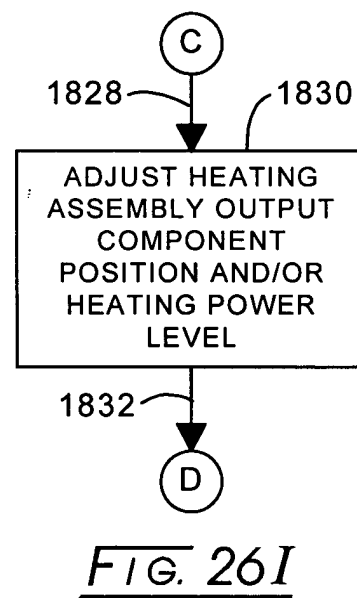 C
1828
1830
ADJUST HEATING
ASSEMBLY OUTPUT
COMPONENT
POSITION AND/OR
HEATING POWER
LEVEL
1832
D
FIG. 26I